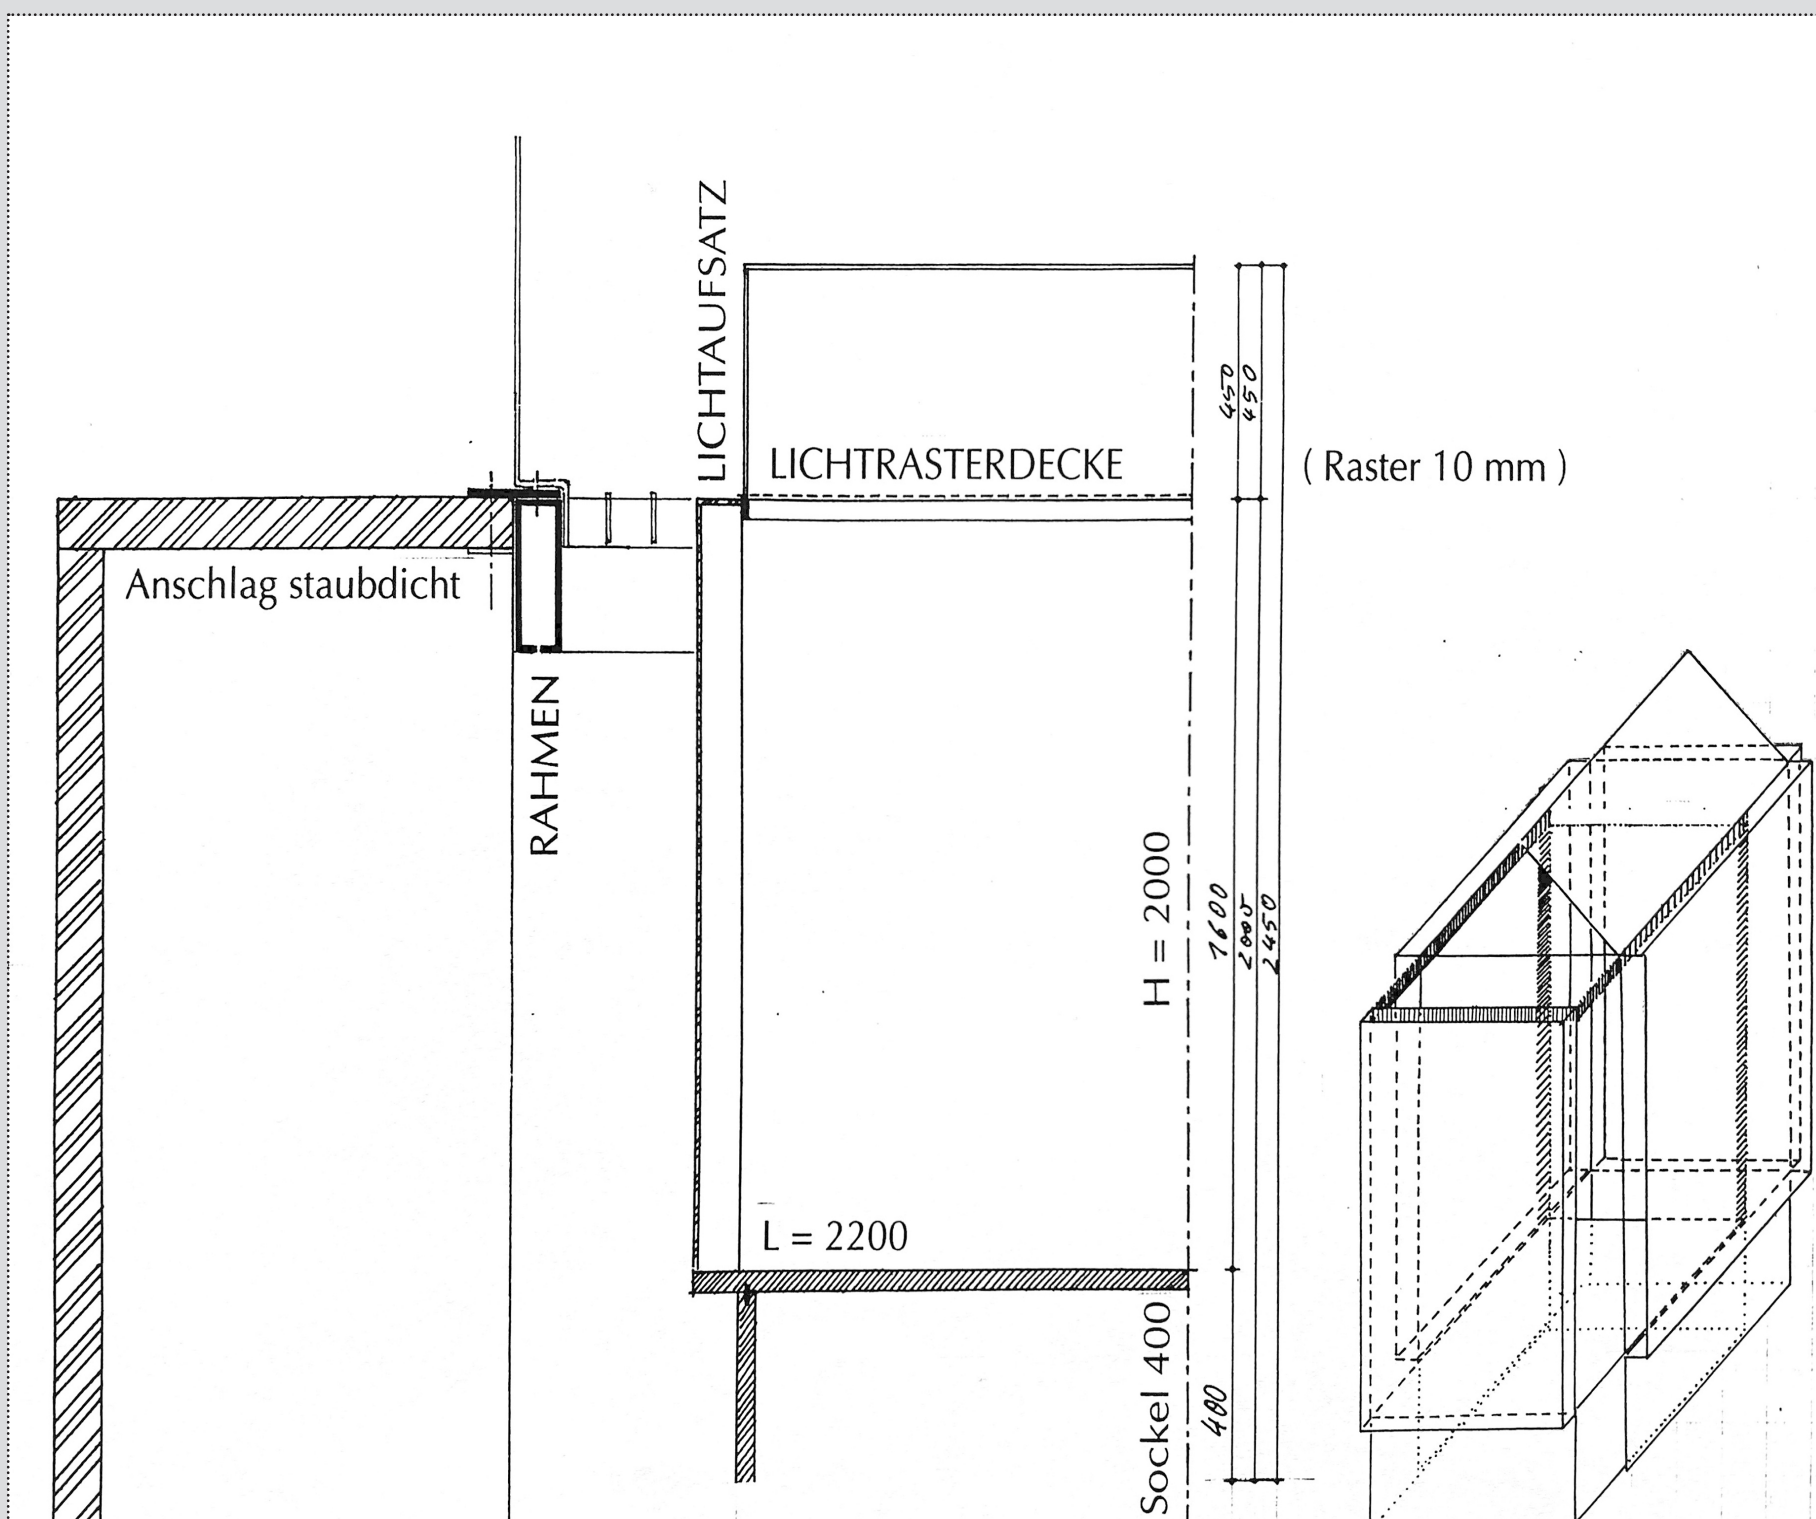 LICHTAUFSATZ
450
450
LICHTRASTERDECKE
( Raster 10 mm )
Anschlag staubdicht
RAHMEN
H = 2000
1600
2000
2450
L = 2200
Sockel 400
400